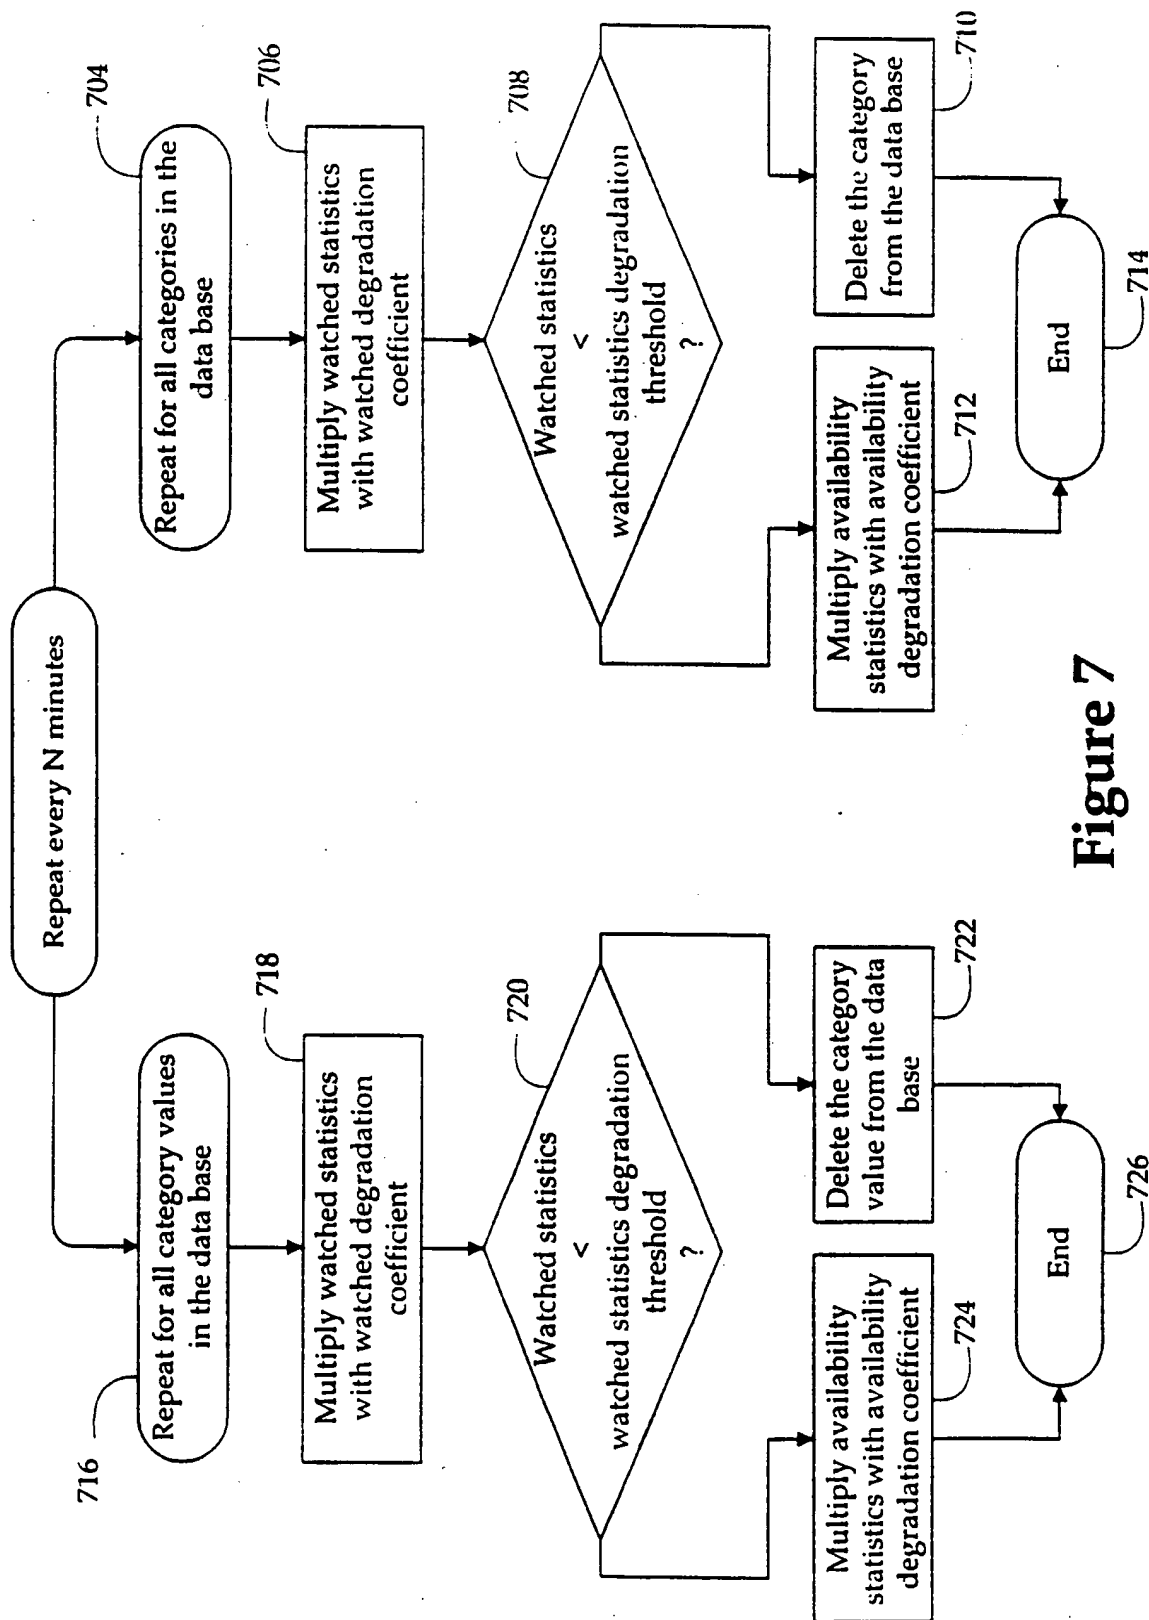 Repeat every N minutes
716
Repeat for all category values
in the data base
718
Multiply watched statistics
with watched degradation
coefficient
720
Watched statistics
<
watched statistics degradation
threshold
?
Multiply availability
statistics with availability
degradation coefficient
724
Delete the category
value from the data
base
722
End
726
704
Repeat for all categories in the
data base
706
Multiply watched statistics
with watched degradation
coefficient
708
Watched statistics
<
watched statistics degradation
threshold
?
Multiply availability
statistics with availability
degradation coefficient
712
Delete the category
from the data base
710
End
714
Figure 7